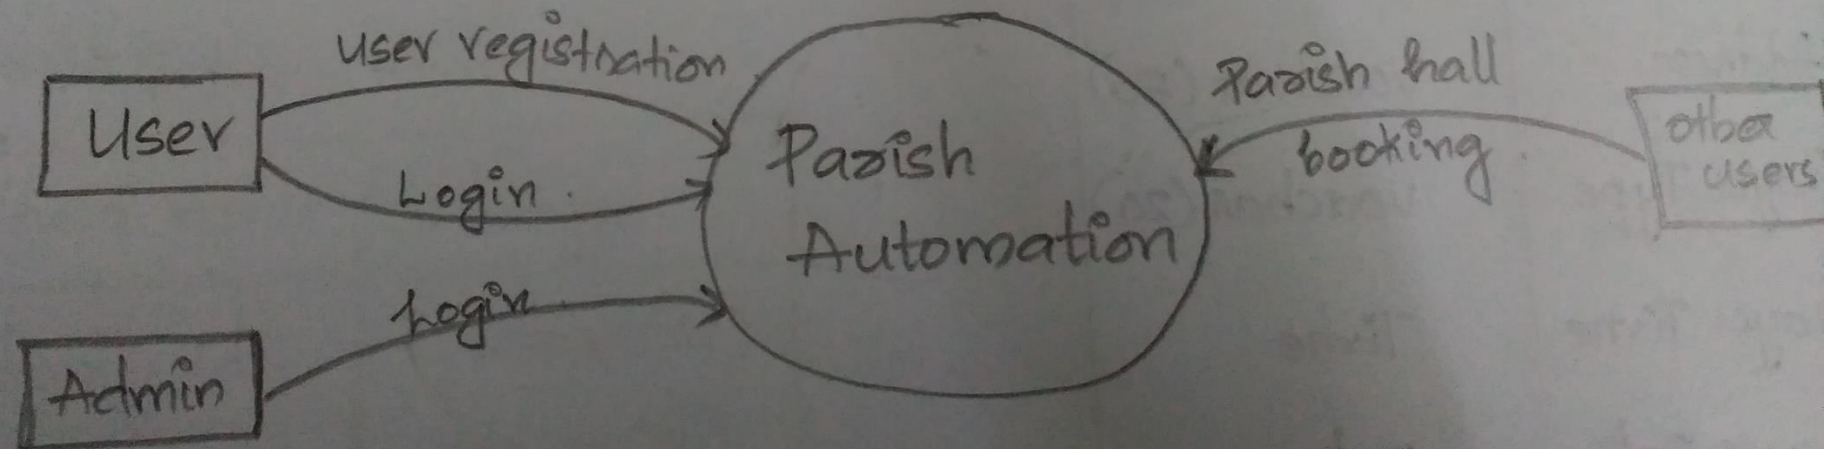 User registration
User
Login
Parish
Automation
Parish hall
booking
other
users
Login
Admin